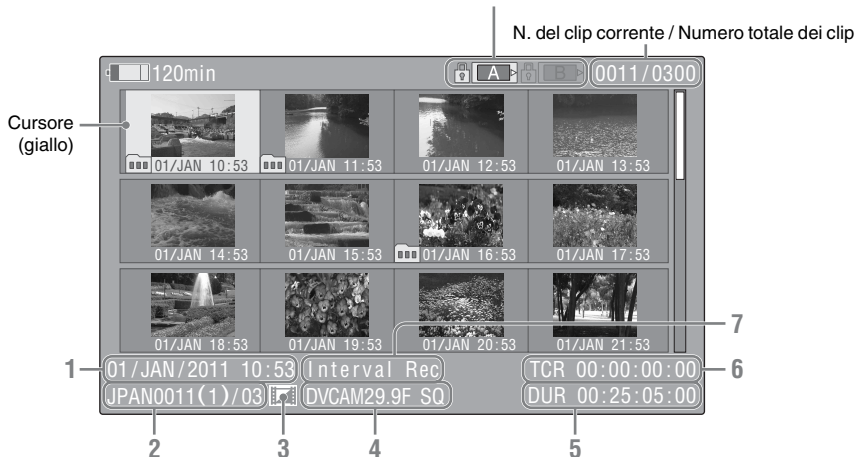 N. del clip corrente / Numero totale dei clip
120min
A
B
0011/0300
Cursore
(giallo)
01/JAN 10:53
01/JAN 11:53
01/JAN 12:53
01/JAN 13:53
01/JAN 14:53
01/JAN 15:53
01/JAN 16:53
01/JAN 17:53
01/JAN 18:53
01/JAN 19:53
01/JAN 20:53
01/JAN 21:53
7
1
01/JAN/2011 10:53
Interval Rec
TCR 00:00:00:00
6
JPAN0011(1)/03
DVCAM29.9F SQ
DUR 00:25:05:00
2
3
4
5